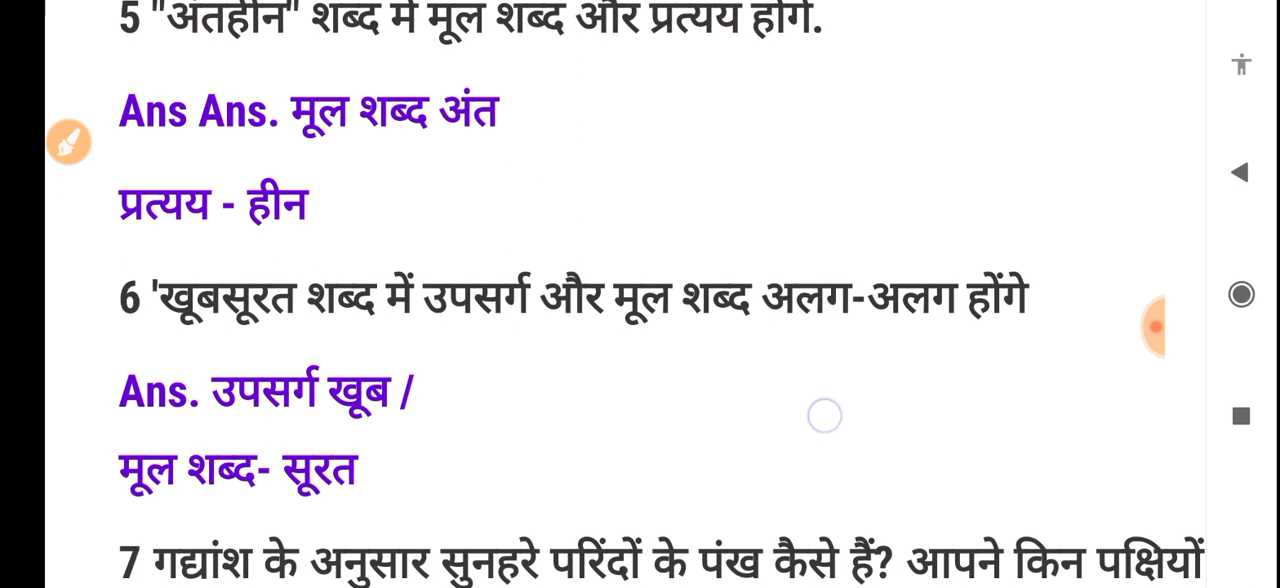 5 "अंतहीन" शब्द में मूल शब्द और प्रत्यय होंगे.
Ans Ans. मूल शब्द अंत
प्रत्यय - हीन
6 'खूबसूरत शब्द में उपसर्ग और मूल शब्द अलग-अलग होंगे
Ans. उपसर्ग खूब /
मूल शब्द- सूरत
7 गद्यांश के अनुसार सुनहरे परिंदों के पंख कैसे हैं? आपने किन पक्षियों